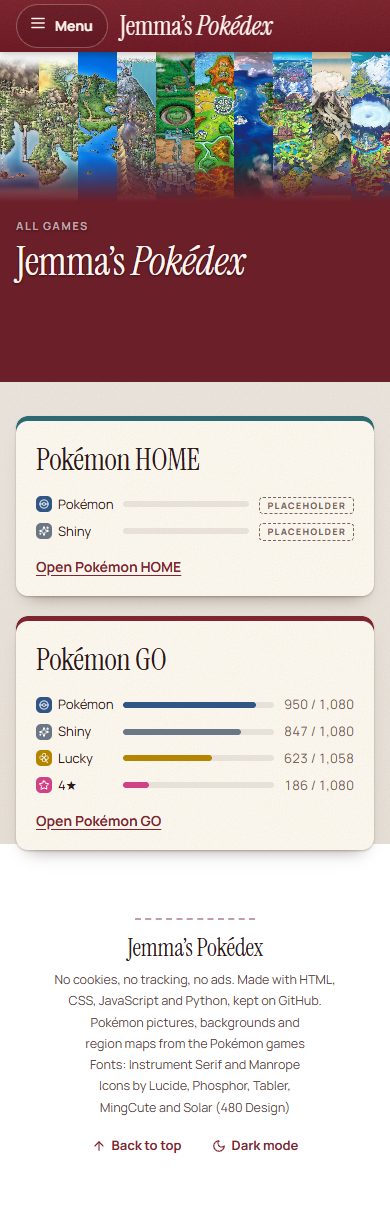 Menu
Jemma’s Pokédex
ALL GAMES
Jemma’s Pokédex
Pokémon HOME
Pokémon PLACEHOLDER
Shiny PLACEHOLDER
Open Pokémon HOME
Pokémon GO
Pokémon 950 / 1,080
Shiny 847 / 1,080
Lucky 623 / 1,058
4★ 186 / 1,080
Open Pokémon GO
Jemma’s Pokédex
No cookies, no tracking, no ads. Made with HTML,
CSS, JavaScript and Python, kept on GitHub.
Pokémon pictures, backgrounds and
region maps from the Pokémon games
Fonts: Instrument Serif and Manrope
Icons by Lucide, Phosphor, Tabler,
MingCute and Solar (480 Design)
Back to top Dark mode